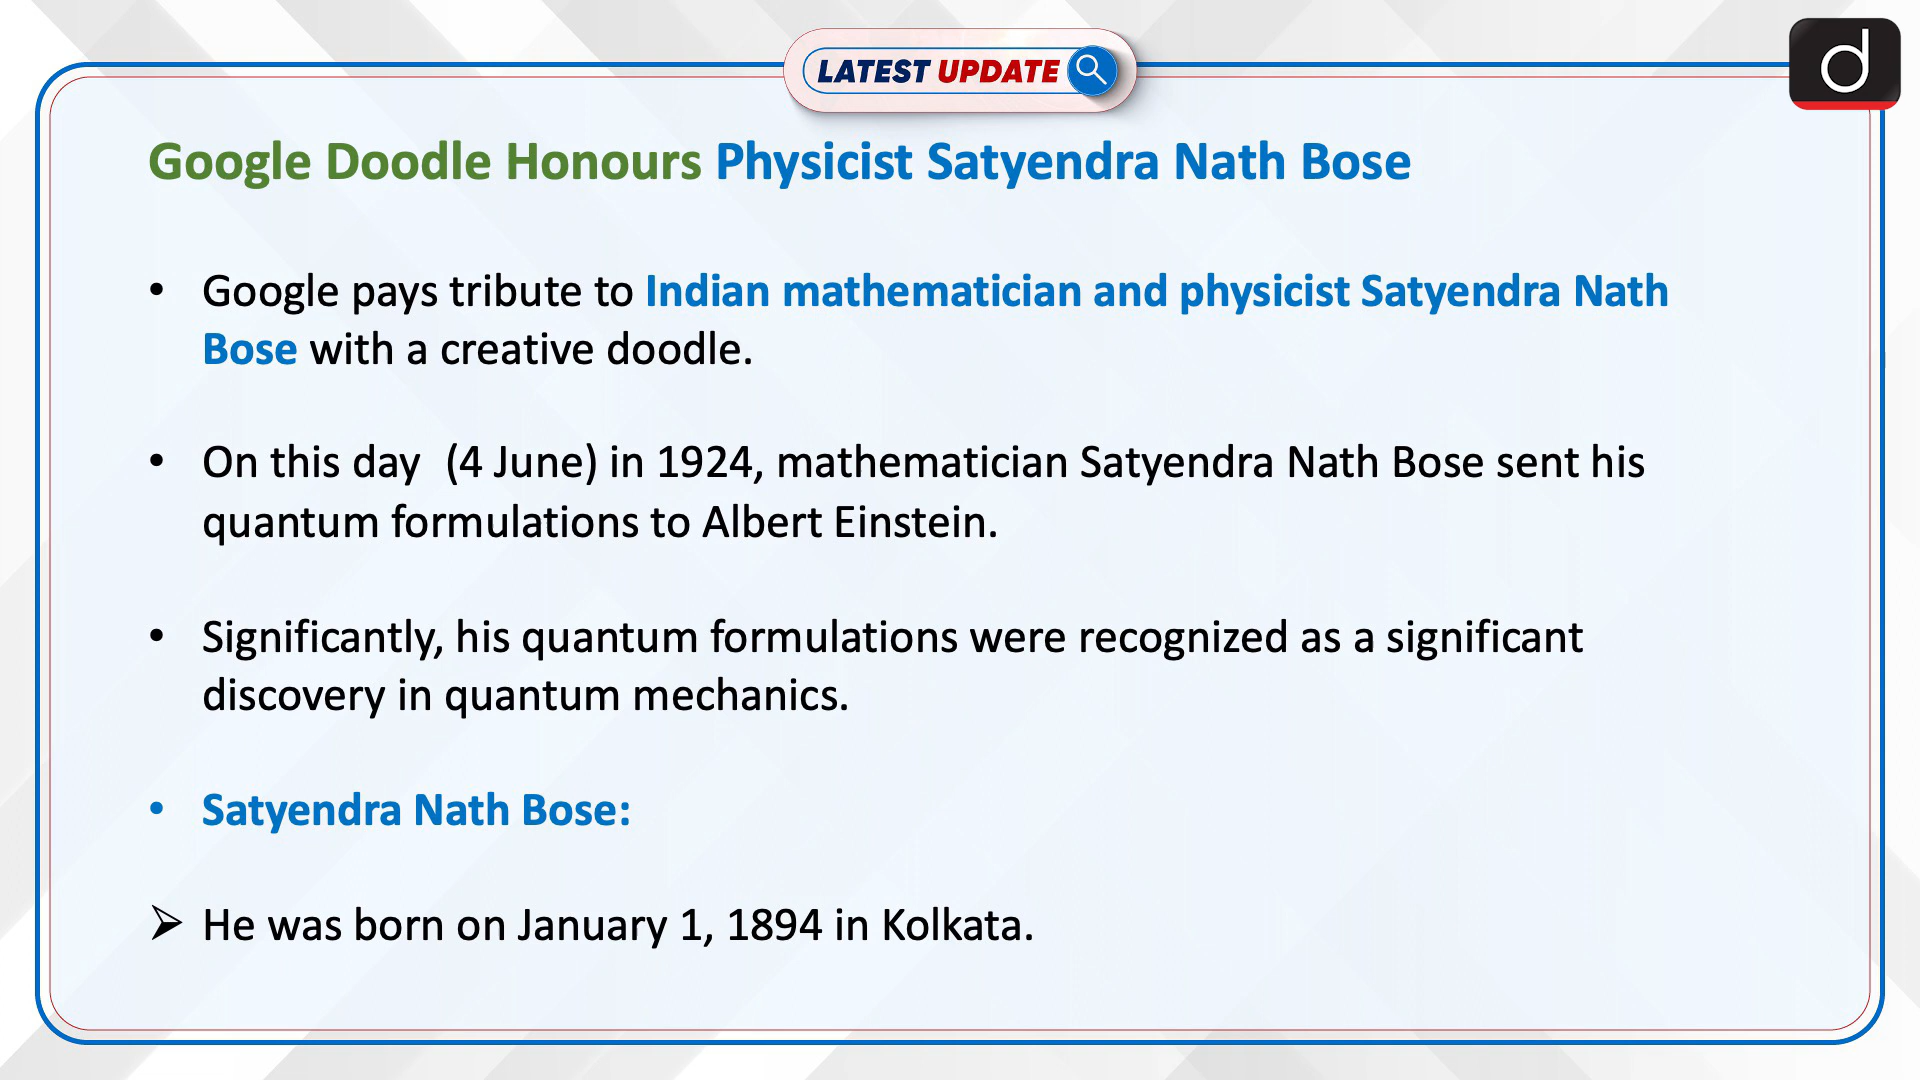 LATEST UPDATE
d
Google Doodle Honours Physicist Satyendra Nath Bose
• Google pays tribute to Indian mathematician and physicist Satyendra Nath
Bose with a creative doodle.
• On this day  (4 June) in 1924, mathematician Satyendra Nath Bose sent his
quantum formulations to Albert Einstein.
• Significantly, his quantum formulations were recognized as a significant
discovery in quantum mechanics.
• Satyendra Nath Bose:
➢ He was born on January 1, 1894 in Kolkata.